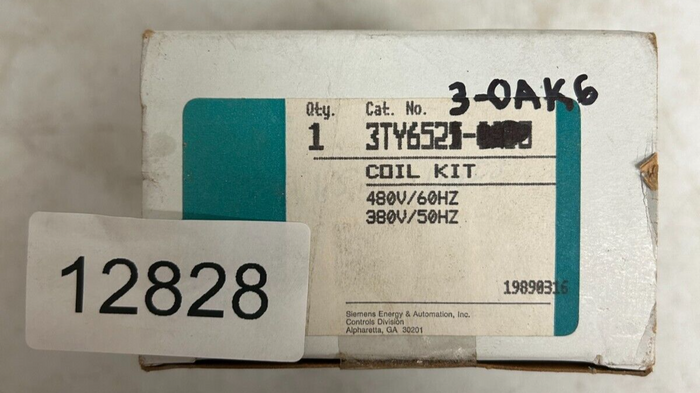 3-0AK6
Qty.
Cat. No.
1
3TY652
COIL KIT
480V/60HZ
380V/50HZ
12828
19890316
Siemens Energy & Automation, Inc.
Controls Division
Alpharetta, GA 30201